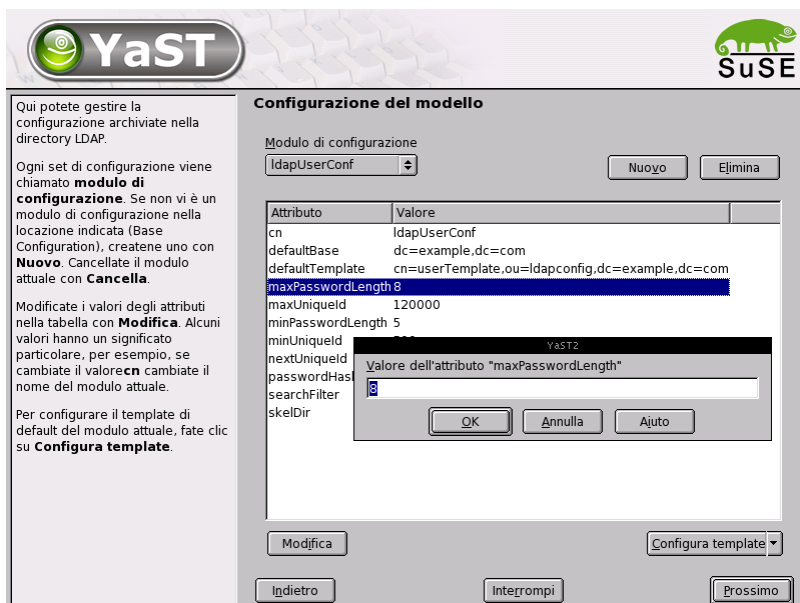 YaST
SuSE
Qui potete gestire la
configurazione archiviate nella
directory LDAP.
Ogni set di configurazione viene
chiamato modulo di
configurazione. Se non vi è un
modulo di configurazione nella
locazione indicata (Base
Configuration), createne uno con
Nuovo. Cancellate il modulo
attuale con Cancella.
Modificate i valori degli attributi
nella tabella con Modifica. Alcuni
valori hanno un significato
particolare, per esempio, se
cambiate il valorecn cambiate il
nome del modulo attuale.
Per configurare il template di
default del modulo attuale, fate clic
su Configura template.
Configurazione del modello
Modulo di configurazione
ldapUserConf
Nuovo Elimina
Attributo Valore
cn ldapUserConf
defaultBase dc=example,dc=com
defaultTemplate cn=userTemplate,ou=ldapconfig,dc=example,dc=com
maxPasswordLength 8
maxUniqueId 120000
minPasswordLength 5
minUniqueId
nextUniqueId
searchFilter
skelDir
YaST2
Valore dell'attributo "maxPasswordLength"
8
OK Annulla Aiuto
Modifica Configura template
Indietro Interrompi Prossimo